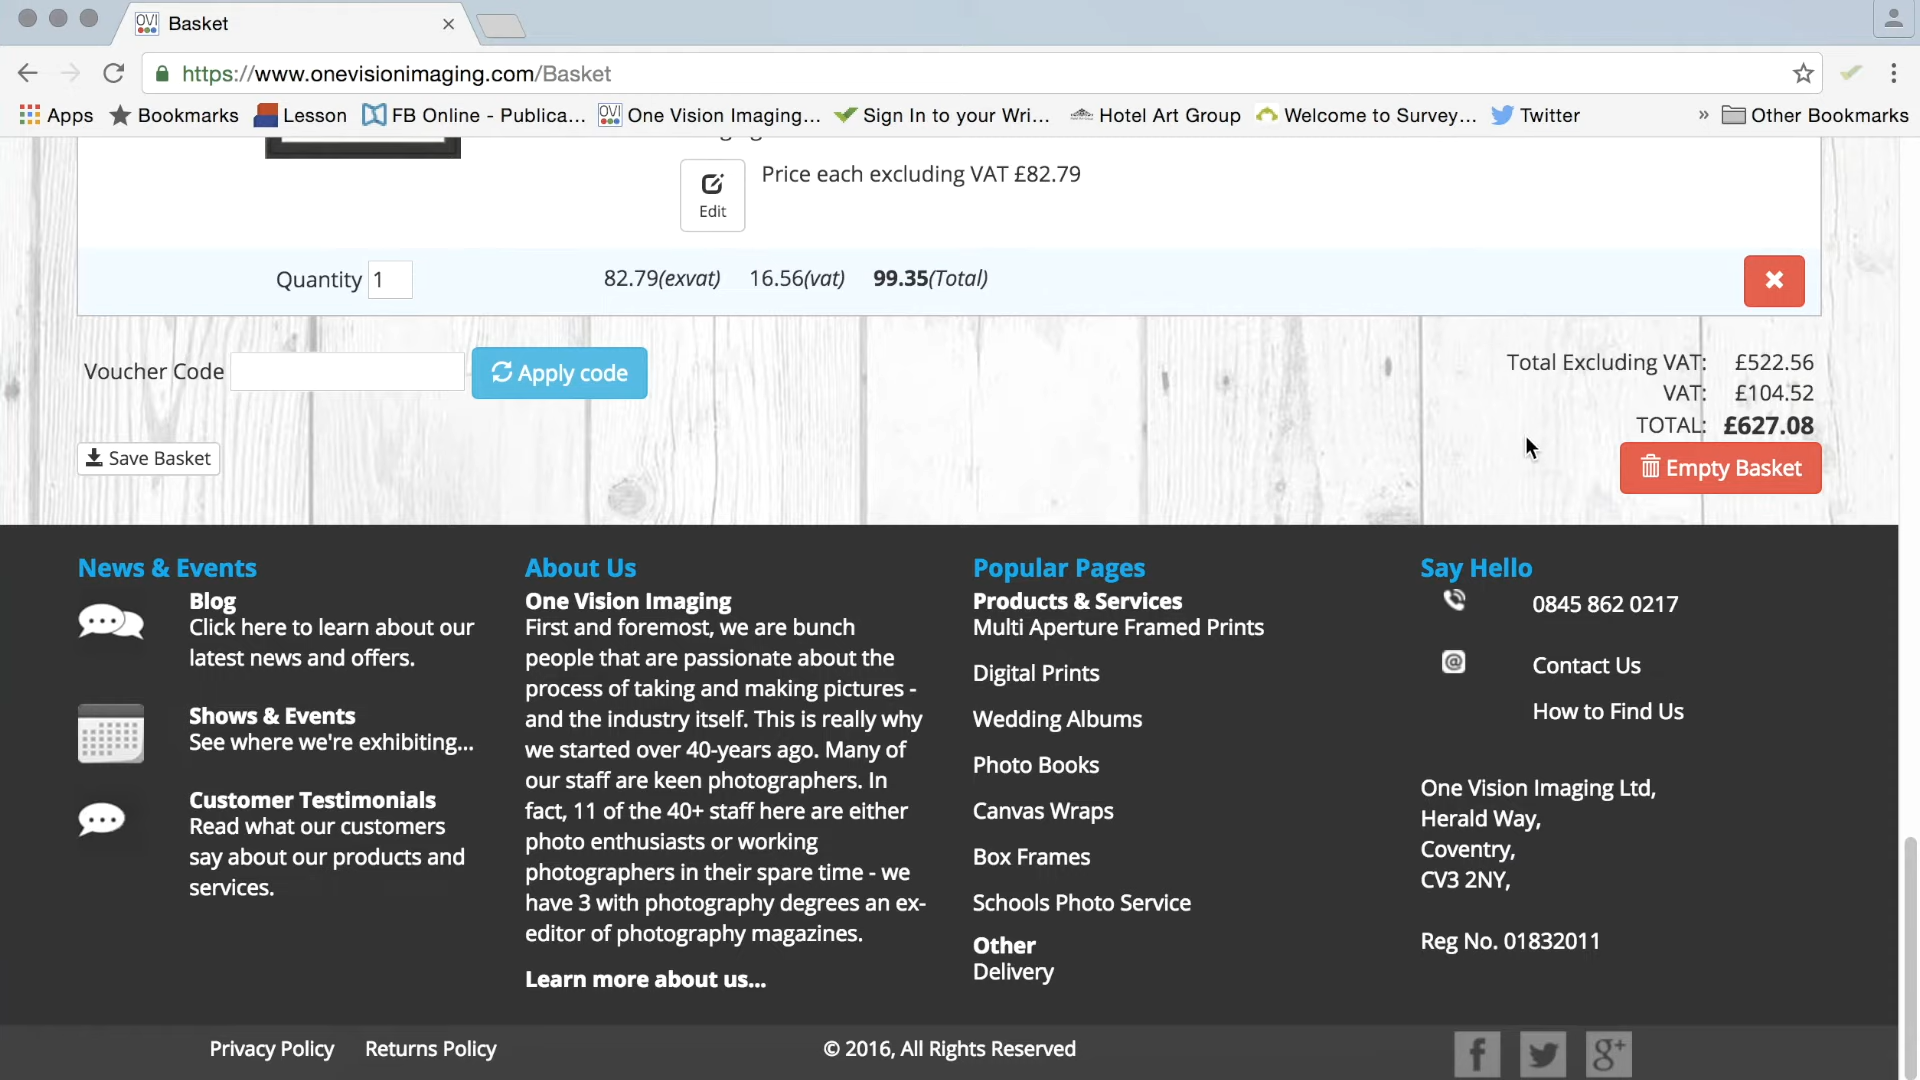 OVI Basket
https://www.onevisionimaging.com/Basket
Apps Bookmarks Lesson FB Online - Publica... OVI One Vision Imaging... Sign In to your Wri... Hotel Art Group Welcome to Survey... Twitter » Other Bookmarks
Price each excluding VAT £82.79
Edit
Quantity 1 82.79(exvat) 16.56(vat) 99.35(Total)
Voucher Code Apply code
Total Excluding VAT: £522.56
VAT: £104.52
TOTAL: £627.08
Save Basket
Empty Basket
News & Events
Blog
Click here to learn about our
latest news and offers.
Shows & Events
See where we're exhibiting...
Customer Testimonials
Read what our customers
say about our products and
services.
About Us
One Vision Imaging
First and foremost, we are bunch
people that are passionate about the
process of taking and making pictures -
and the industry itself. This is really why
we started over 40-years ago. Many of
our staff are keen photographers. In
fact, 11 of the 40+ staff here are either
photo enthusiasts or working
photographers in their spare time - we
have 3 with photography degrees an ex-
editor of photography magazines.
Learn more about us...
Popular Pages
Products & Services
Multi Aperture Framed Prints
Digital Prints
Wedding Albums
Photo Books
Canvas Wraps
Box Frames
Schools Photo Service
Other
Delivery
Say Hello
0845 862 0217
Contact Us
How to Find Us
One Vision Imaging Ltd,
Herald Way,
Coventry,
CV3 2NY,
Reg No. 01832011
Privacy Policy Returns Policy © 2016, All Rights Reserved